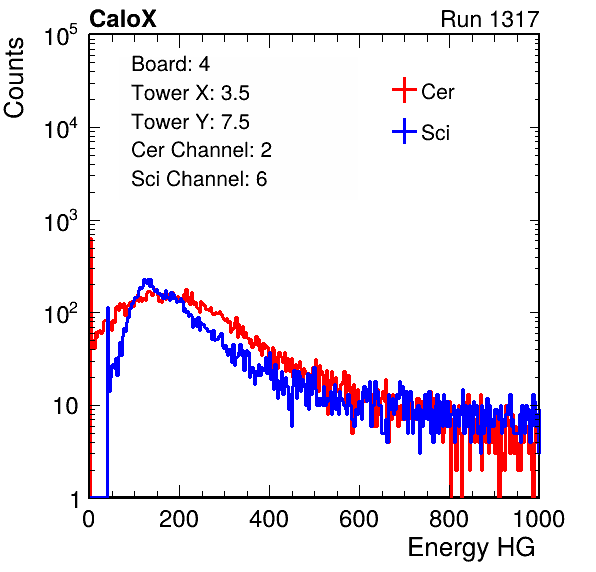 CaloX Run 1317
Counts
Board: 4
Tower X: 3.5
Tower Y: 7.5
Cer Channel: 2
Sci Channel: 6
Cer
Sci
10^5
10^4
10^3
10^2
10
1
0 200 400 600 800 1000
Energy HG